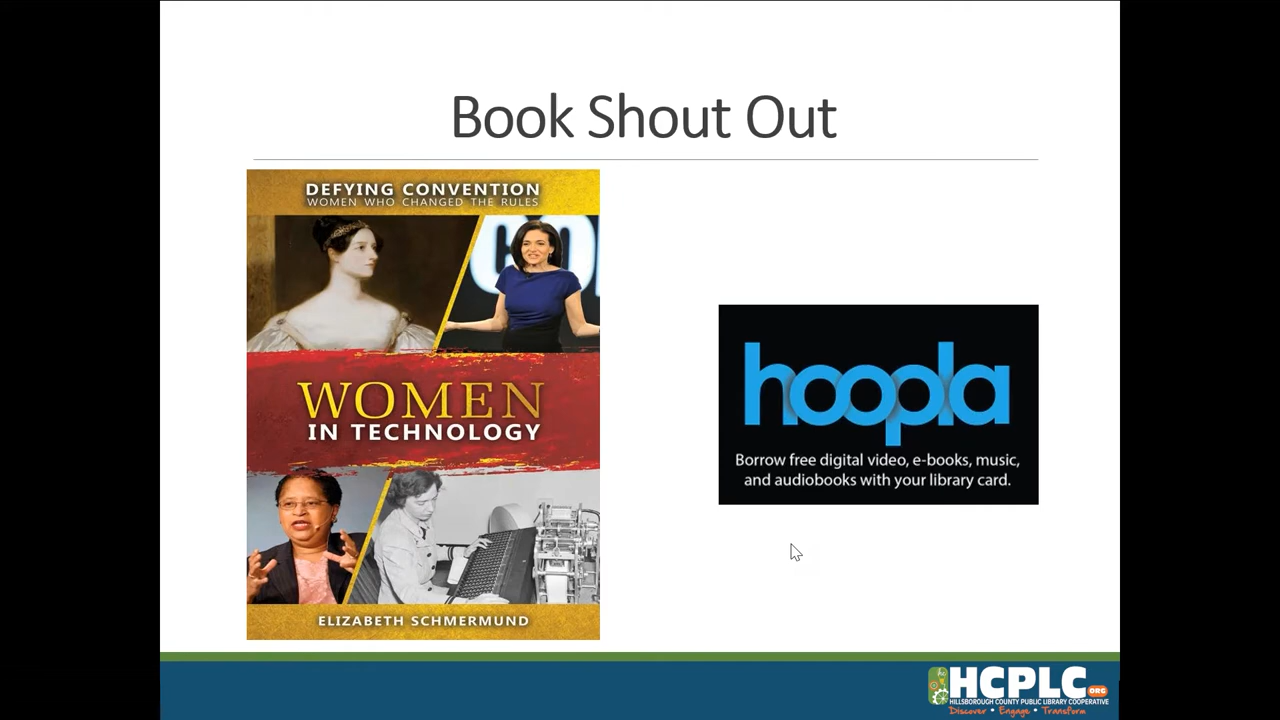 Book Shout Out
DEFYING CONVENTION
WOMEN WHO CHANGED THE RULES
WOMEN
IN TECHNOLOGY
ELIZABETH SCHMERMUND
hoopla
Borrow free digital video, e-books, music,
and audiobooks with your library card.
HCPLC.ORG
HILLSBOROUGH COUNTY PUBLIC LIBRARY COOPERATIVE
Discover • Engage • Transform